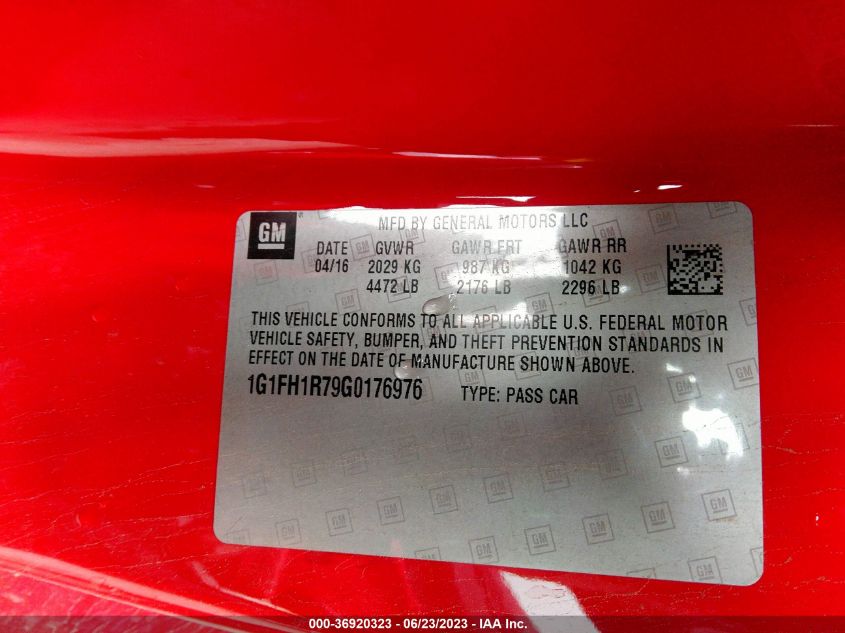 GM
MFD BY GENERAL MOTORS LLC
DATE GVWR GAWR FRT GAWR RR
04/16 2029 KG 987 KG 1042 KG
4472 LB 2176 LB 2296 LB
THIS VEHICLE CONFORMS TO ALL APPLICABLE U.S. FEDERAL MOTOR
VEHICLE SAFETY, BUMPER, AND THEFT PREVENTION STANDARDS IN
EFFECT ON THE DATE OF MANUFACTURE SHOWN ABOVE.
1G1FH1R79G0176976 TYPE: PASS CAR
000-36920323 - 06/23/2023 - IAA Inc.